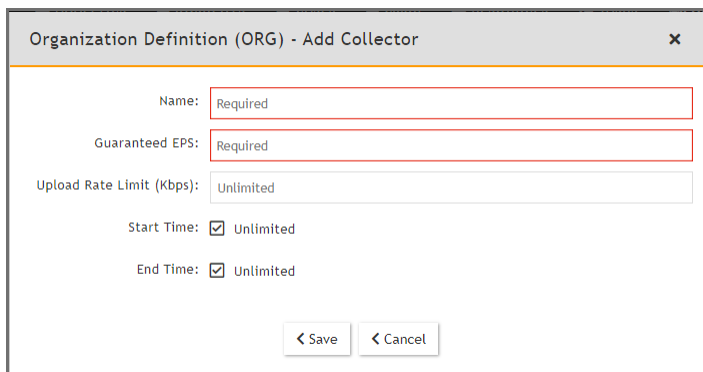 Organization Definition (ORG) - Add Collector
Name: Required
Guaranteed EPS: Required
Upload Rate Limit (Kbps): Unlimited
Start Time: Unlimited
End Time: Unlimited
Save Cancel